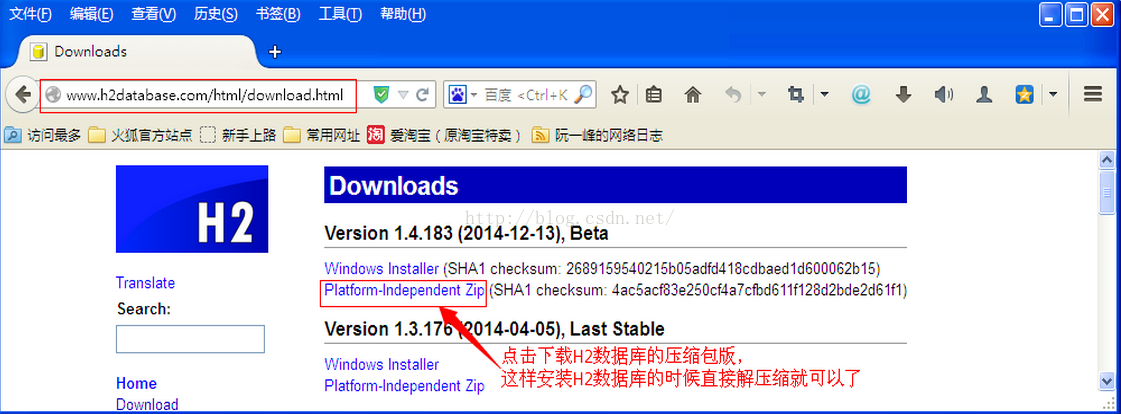 文件(F) 编辑(E) 查看(V) 历史(S) 书签(B) 工具(T) 帮助(H)
Downloads
www.h2database.com/html/download.html
百度 <Ctrl+K
访问最多 火狐官方站点 新手上路 常用网址 淘 爱淘宝（原淘宝特卖） 阮一峰的网络日志
H2
Translate
Search:
Home
Download
Downloads
http://blog.csdn.net/
Version 1.4.183 (2014-12-13), Beta
Windows Installer (SHA1 checksum: 2689159540215b05adfd418cdbaed1d600062b15)
Platform-Independent Zip (SHA1 checksum: 4ac5acf83e250cf4a7cfbd611f128d2bde2d61f1)
Version 1.3.176 (2014-04-05), Last Stable
Windows Installer
Platform-Independent Zip
点击下载H2数据库的压缩包版，
这样安装H2数据库的时候直接解压缩就可以了